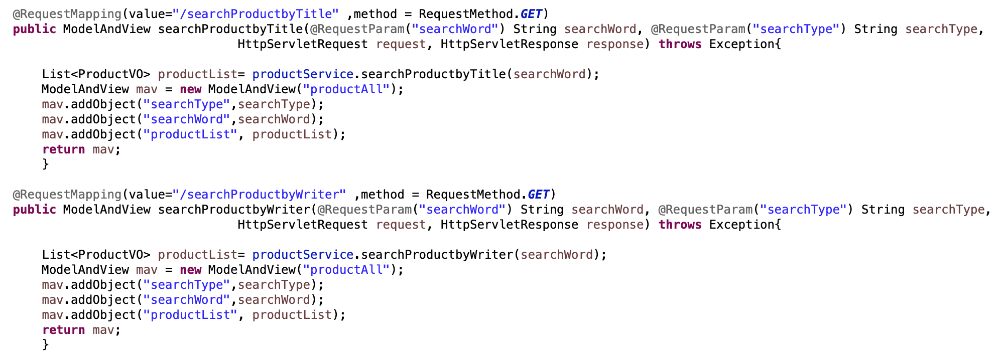 @RequestMapping(value="/searchProductbyTitle" ,method = RequestMethod.GET)
public ModelAndView searchProductbyTitle(@RequestParam("searchWord") String searchWord, @RequestParam("searchType") String searchType,
HttpServletRequest request, HttpServletResponse response) throws Exception{
List<ProductVO> productList= productService.searchProductbyTitle(searchWord);
ModelAndView mav = new ModelAndView("productAll");
mav.addObject("searchType",searchType);
mav.addObject("searchWord",searchWord);
mav.addObject("productList", productList);
return mav;
}
@RequestMapping(value="/searchProductbyWriter" ,method = RequestMethod.GET)
public ModelAndView searchProductbyWriter(@RequestParam("searchWord") String searchWord, @RequestParam("searchType") String searchType,
HttpServletRequest request, HttpServletResponse response) throws Exception{
List<ProductVO> productList= productService.searchProductbyWriter(searchWord);
ModelAndView mav = new ModelAndView("productAll");
mav.addObject("searchType",searchType);
mav.addObject("searchWord",searchWord);
mav.addObject("productList", productList);
return mav;
}